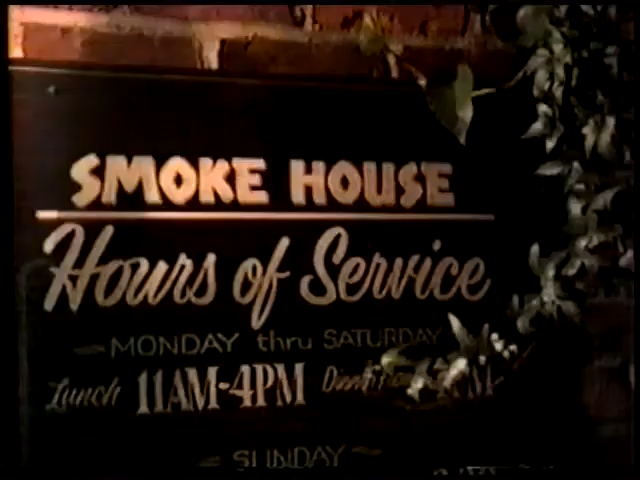 SMOKE HOUSE
Hours of Service
MONDAY thru SATURDAY
Lunch 11AM-4PM
SUNDAY